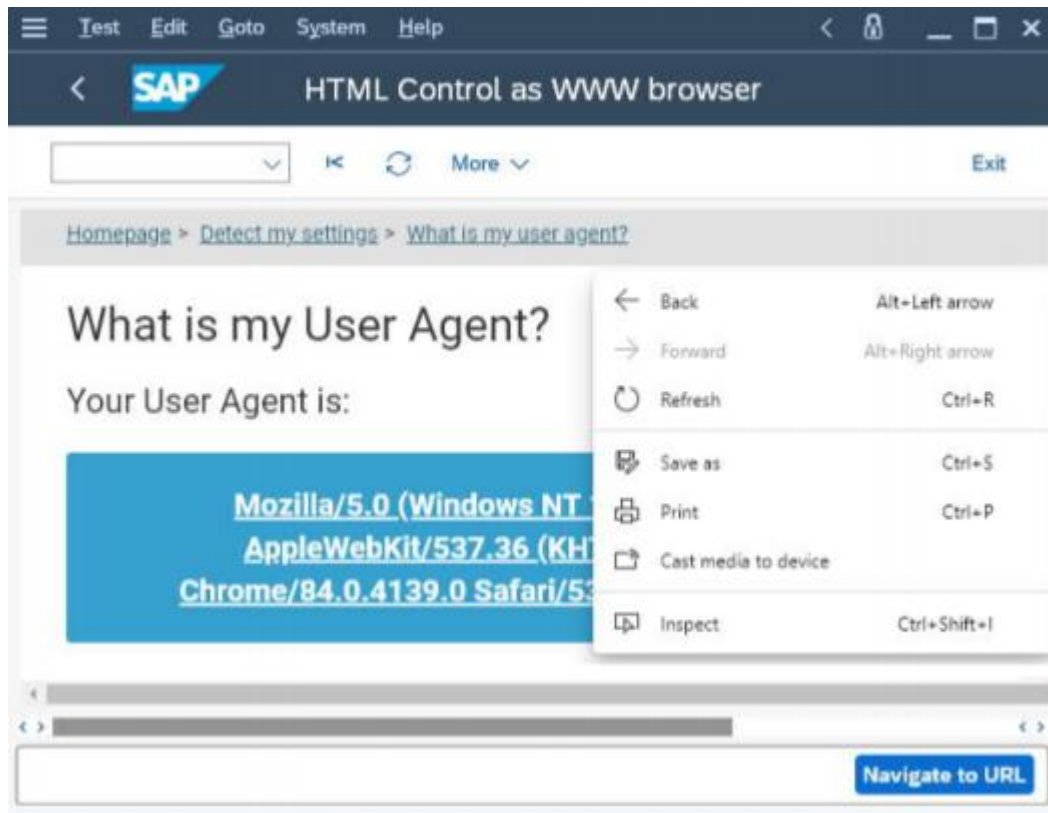 Test Edit Goto System Help
SAP HTML Control as WWW browser
More Exit
Homepage > Detect my settings > What is my user agent?
What is my User Agent?
Your User Agent is:
Mozilla/5.0 (Windows NT
AppleWebKit/537.36 (KHT
Chrome/84.0.4139.0 Safari/53
Back Alt+Left arrow
Forward Alt+Right arrow
Refresh Ctrl+R
Save as Ctrl+S
Print Ctrl+P
Cast media to device
Inspect Ctrl+Shift+I
Navigate to URL